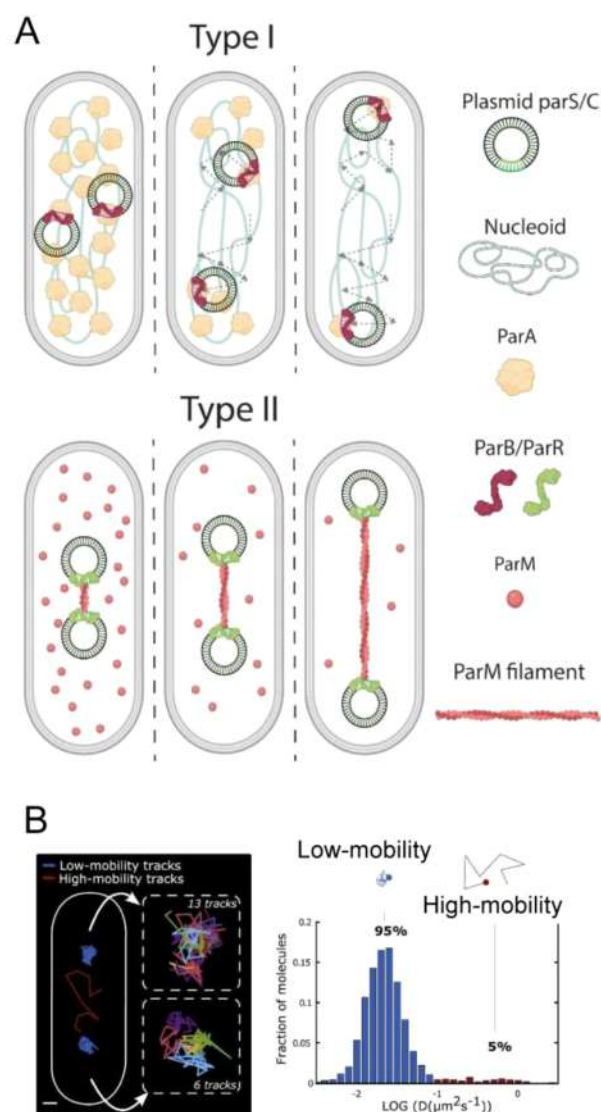 A
Type I
Plasmid parS/C
Nucleoid
ParA
Type II
ParB/ParR
ParM
ParM filament
B
Low-mobility tracks
High-mobility tracks
13 tracks
6 tracks
Low-mobility
High-mobility
95%
5%
Fraction of molecules
0.2
0.15
0.1
0.05
0
-2
-1
0
LOG (D(μm²s⁻¹)